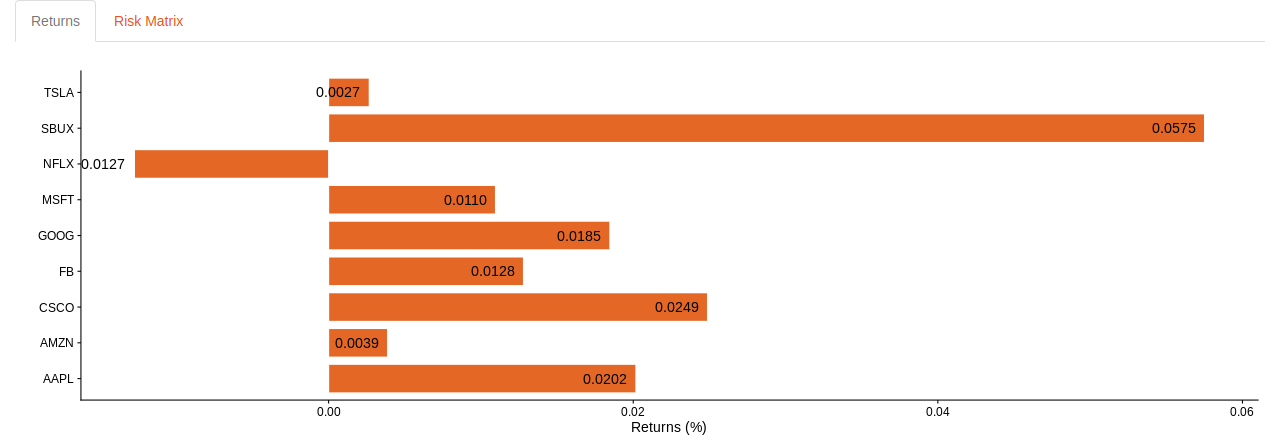 Returns Risk Matrix
TSLA 0.0027
SBUX 0.0575
NFLX 0.0127
MSFT 0.0110
GOOG 0.0185
FB 0.0128
CSCO 0.0249
AMZN 0.0039
AAPL 0.0202
0.00 0.02 0.04 0.06
Returns (%)